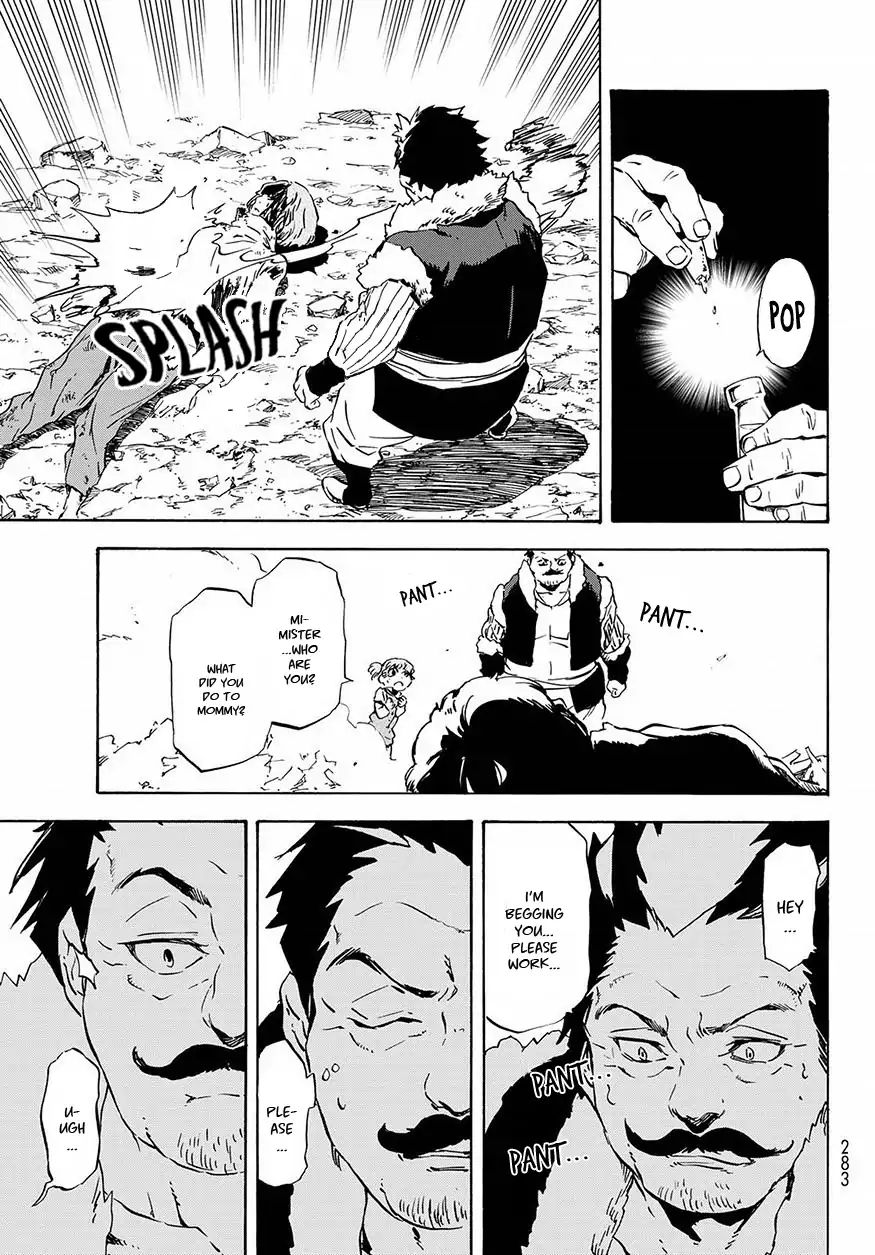 POP
SPLASH
PANT...
PANT...
MI-
MISTER
...WHO
ARE
YOU?
WHAT
DID YOU
DO TO
MOMMY?
HEY
...
I'M
BEGGING
YOU...
PLEASE
WORK...
PANT...
PANT...
PLE-
ASE
...
U-
UGH
...
283